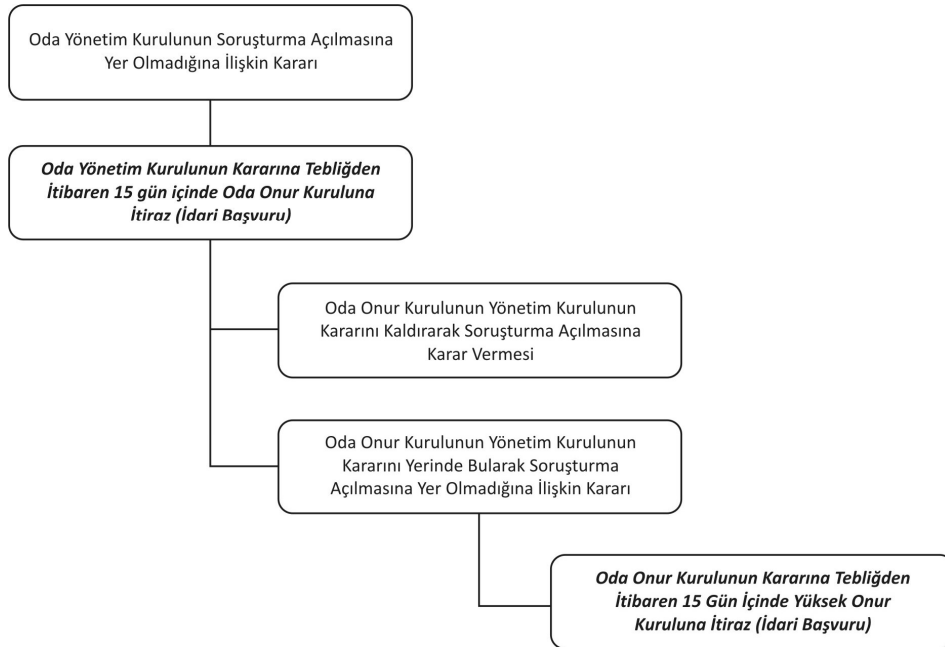 Oda Yönetim Kurulunun Soruşturma Açılmasına
Yer Olmadığına İlişkin Kararı
Oda Yönetim Kurulunun Kararına Tebliğden
İtibaren 15 gün içinde Oda Onur Kuruluna
İtiraz (İdari Başvuru)
Oda Onur Kurulunun Yönetim Kurulunun
Kararını Kaldırarak Soruşturma Açılmasına
Karar Vermesi
Oda Onur Kurulunun Yönetim Kurulunun
Kararını Yerinde Bularak Soruşturma
Açılmasına Yer Olmadığına İlişkin Kararı
Oda Onur Kurulunun Kararına Tebliğden
İtibaren 15 Gün İçinde Yüksek Onur
Kuruluna İtiraz (İdari Başvuru)